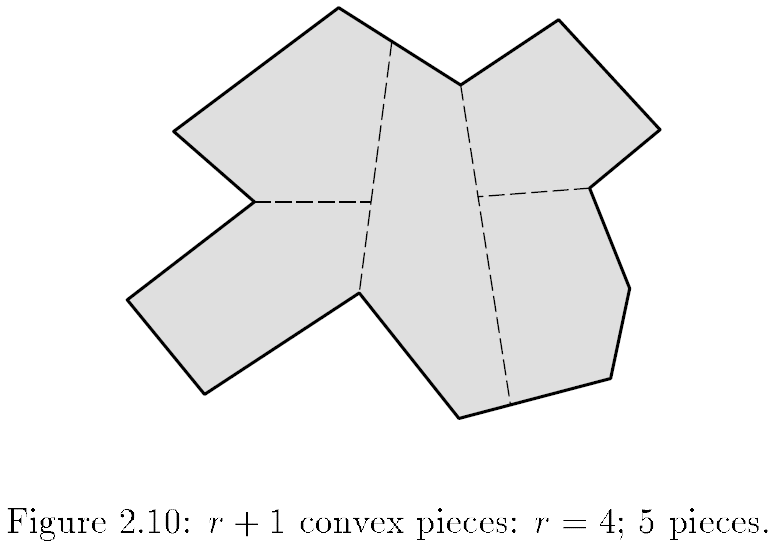 Figure 2.10: r + 1 convex pieces: r = 4; 5 pieces.